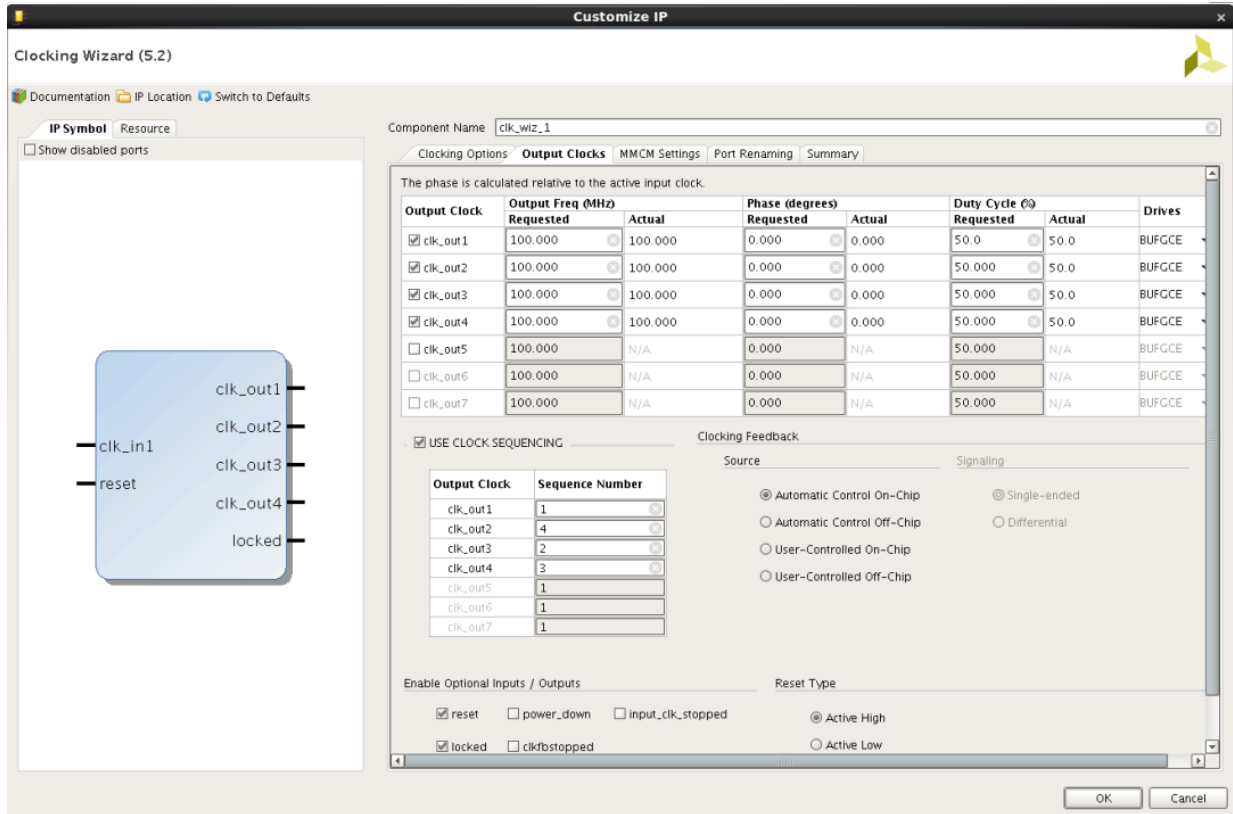 Customize IP
Clocking Wizard (5.2)
Documentation IP Location Switch to Defaults
IP Symbol Resource
Show disabled ports
clk_in1
reset
clk_out1
clk_out2
clk_out3
clk_out4
locked
Component Name clk_wiz_1
Clocking Options Output Clocks MMCM Settings Port Renaming Summary
The phase is calculated relative to the active input clock.
Output Clock Output Freq (MHz) Phase (degrees) Duty Cycle (%) Drives
Requested Actual Requested Actual Requested Actual
clk_out1 100.000 100.000 0.000 0.000 50.0 50.0 BUFGCE
clk_out2 100.000 100.000 0.000 0.000 50.000 50.0 BUFGCE
clk_out3 100.000 100.000 0.000 0.000 50.000 50.0 BUFGCE
clk_out4 100.000 100.000 0.000 0.000 50.000 50.0 BUFGCE
clk_out5 100.000 N/A 0.000 N/A 50.000 N/A BUFGCE
clk_out6 100.000 N/A 0.000 N/A 50.000 N/A BUFGCE
clk_out7 100.000 N/A 0.000 N/A 50.000 N/A BUFGCE
USE CLOCK SEQUENCING
Output Clock Sequence Number
clk_out1 1
clk_out2 4
clk_out3 2
clk_out4 3
clk_out5 1
clk_out6 1
clk_out7 1
Clocking Feedback
Source Signaling
Automatic Control On-Chip Single-ended
Automatic Control Off-Chip Differential
User-Controlled On-Chip
User-Controlled Off-Chip
Enable Optional Inputs / Outputs Reset Type
reset power_down input_clk_stopped Active High
locked clkfbstopped Active Low
OK Cancel